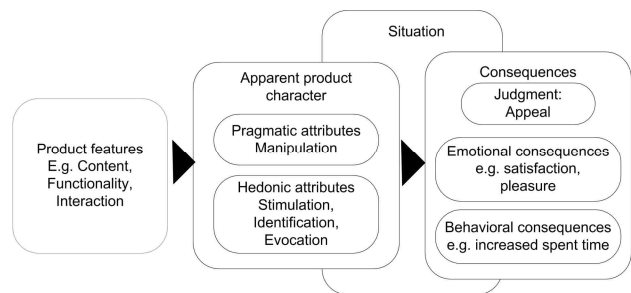 Situation
Product features
E.g. Content,
Functionality,
Interaction
Apparent product
character
Pragmatic attributes
Manipulation
Hedonic attributes
Stimulation,
Identification,
Evocation
Consequences
Judgment:
Appeal
Emotional consequences
e.g. satisfaction,
pleasure
Behavioral consequences
e.g. increased spent time